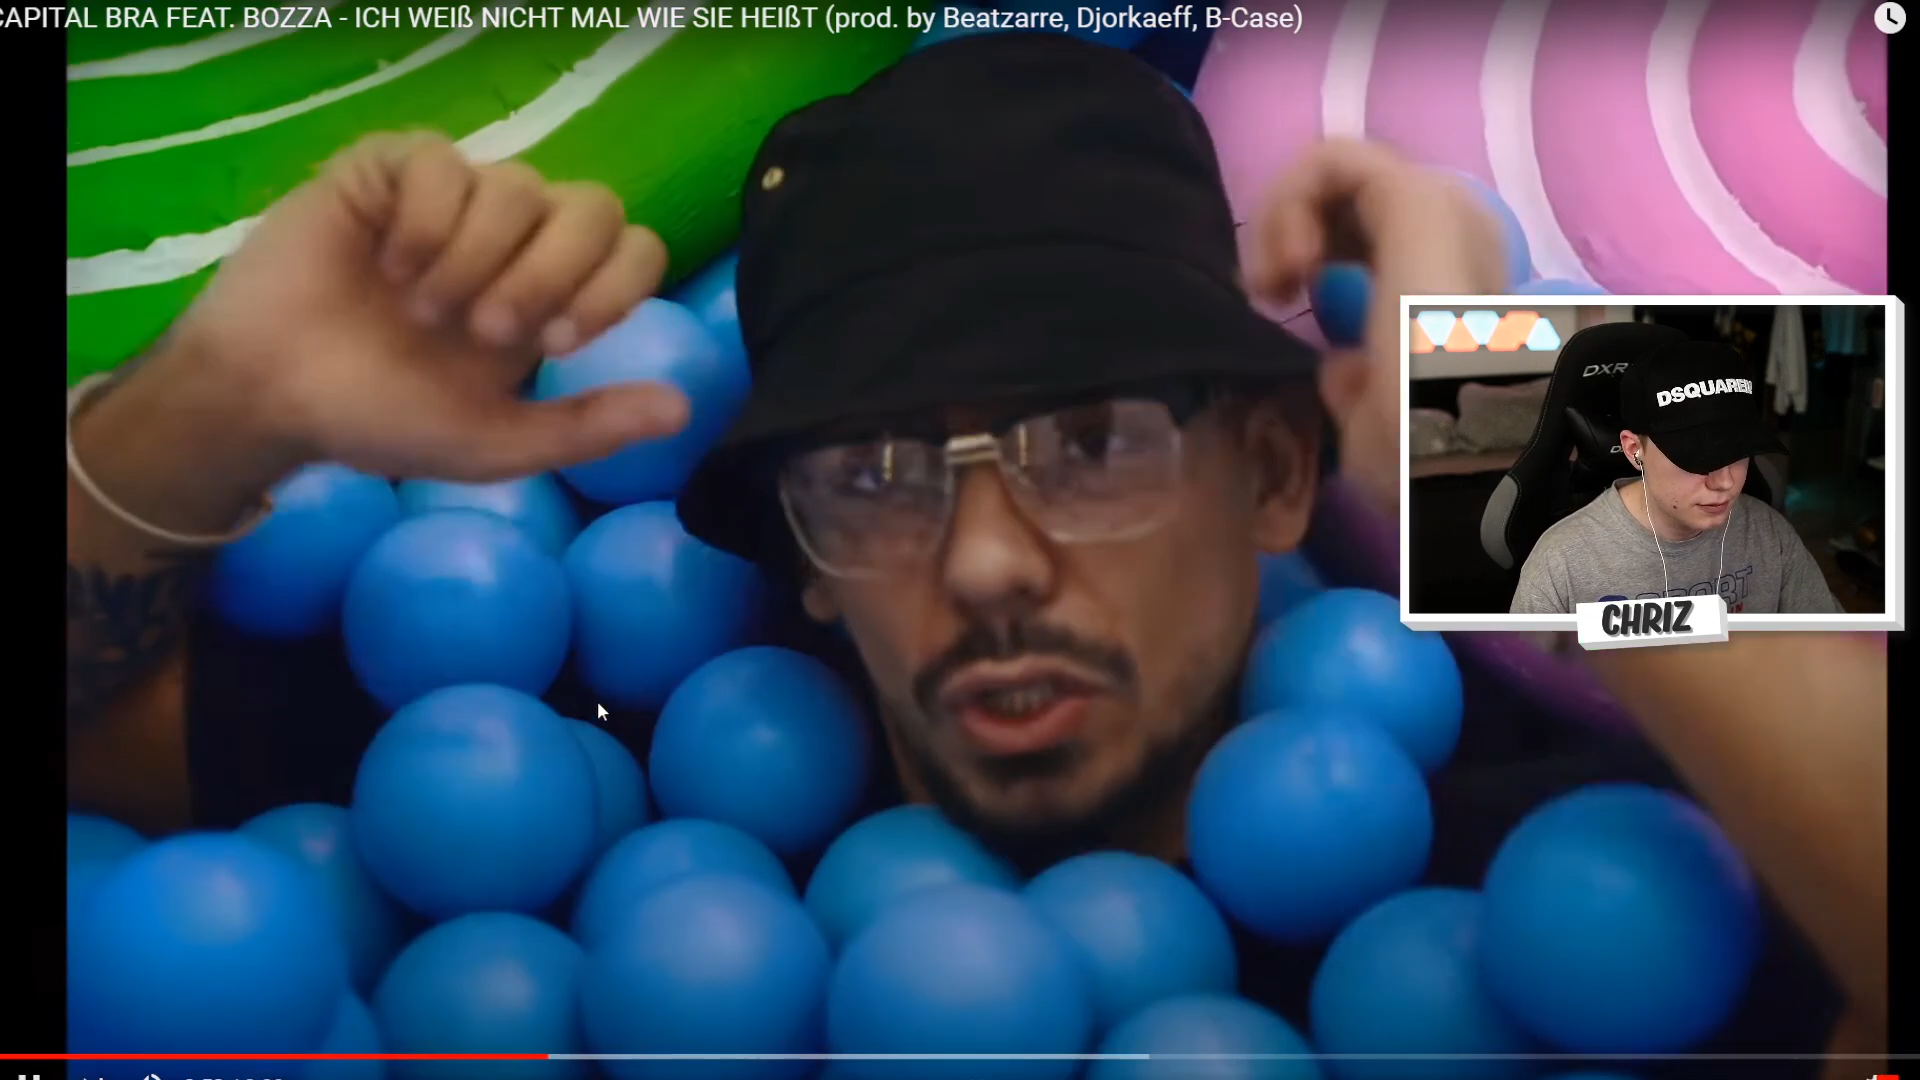 CAPITAL BRA FEAT. BOZZA - ICH WEIß NICHT MAL WIE SIE HEIßT (prod. by Beatzarre, Djorkaeff, B-Case)
DXR
DSQUARED
CHRIZ